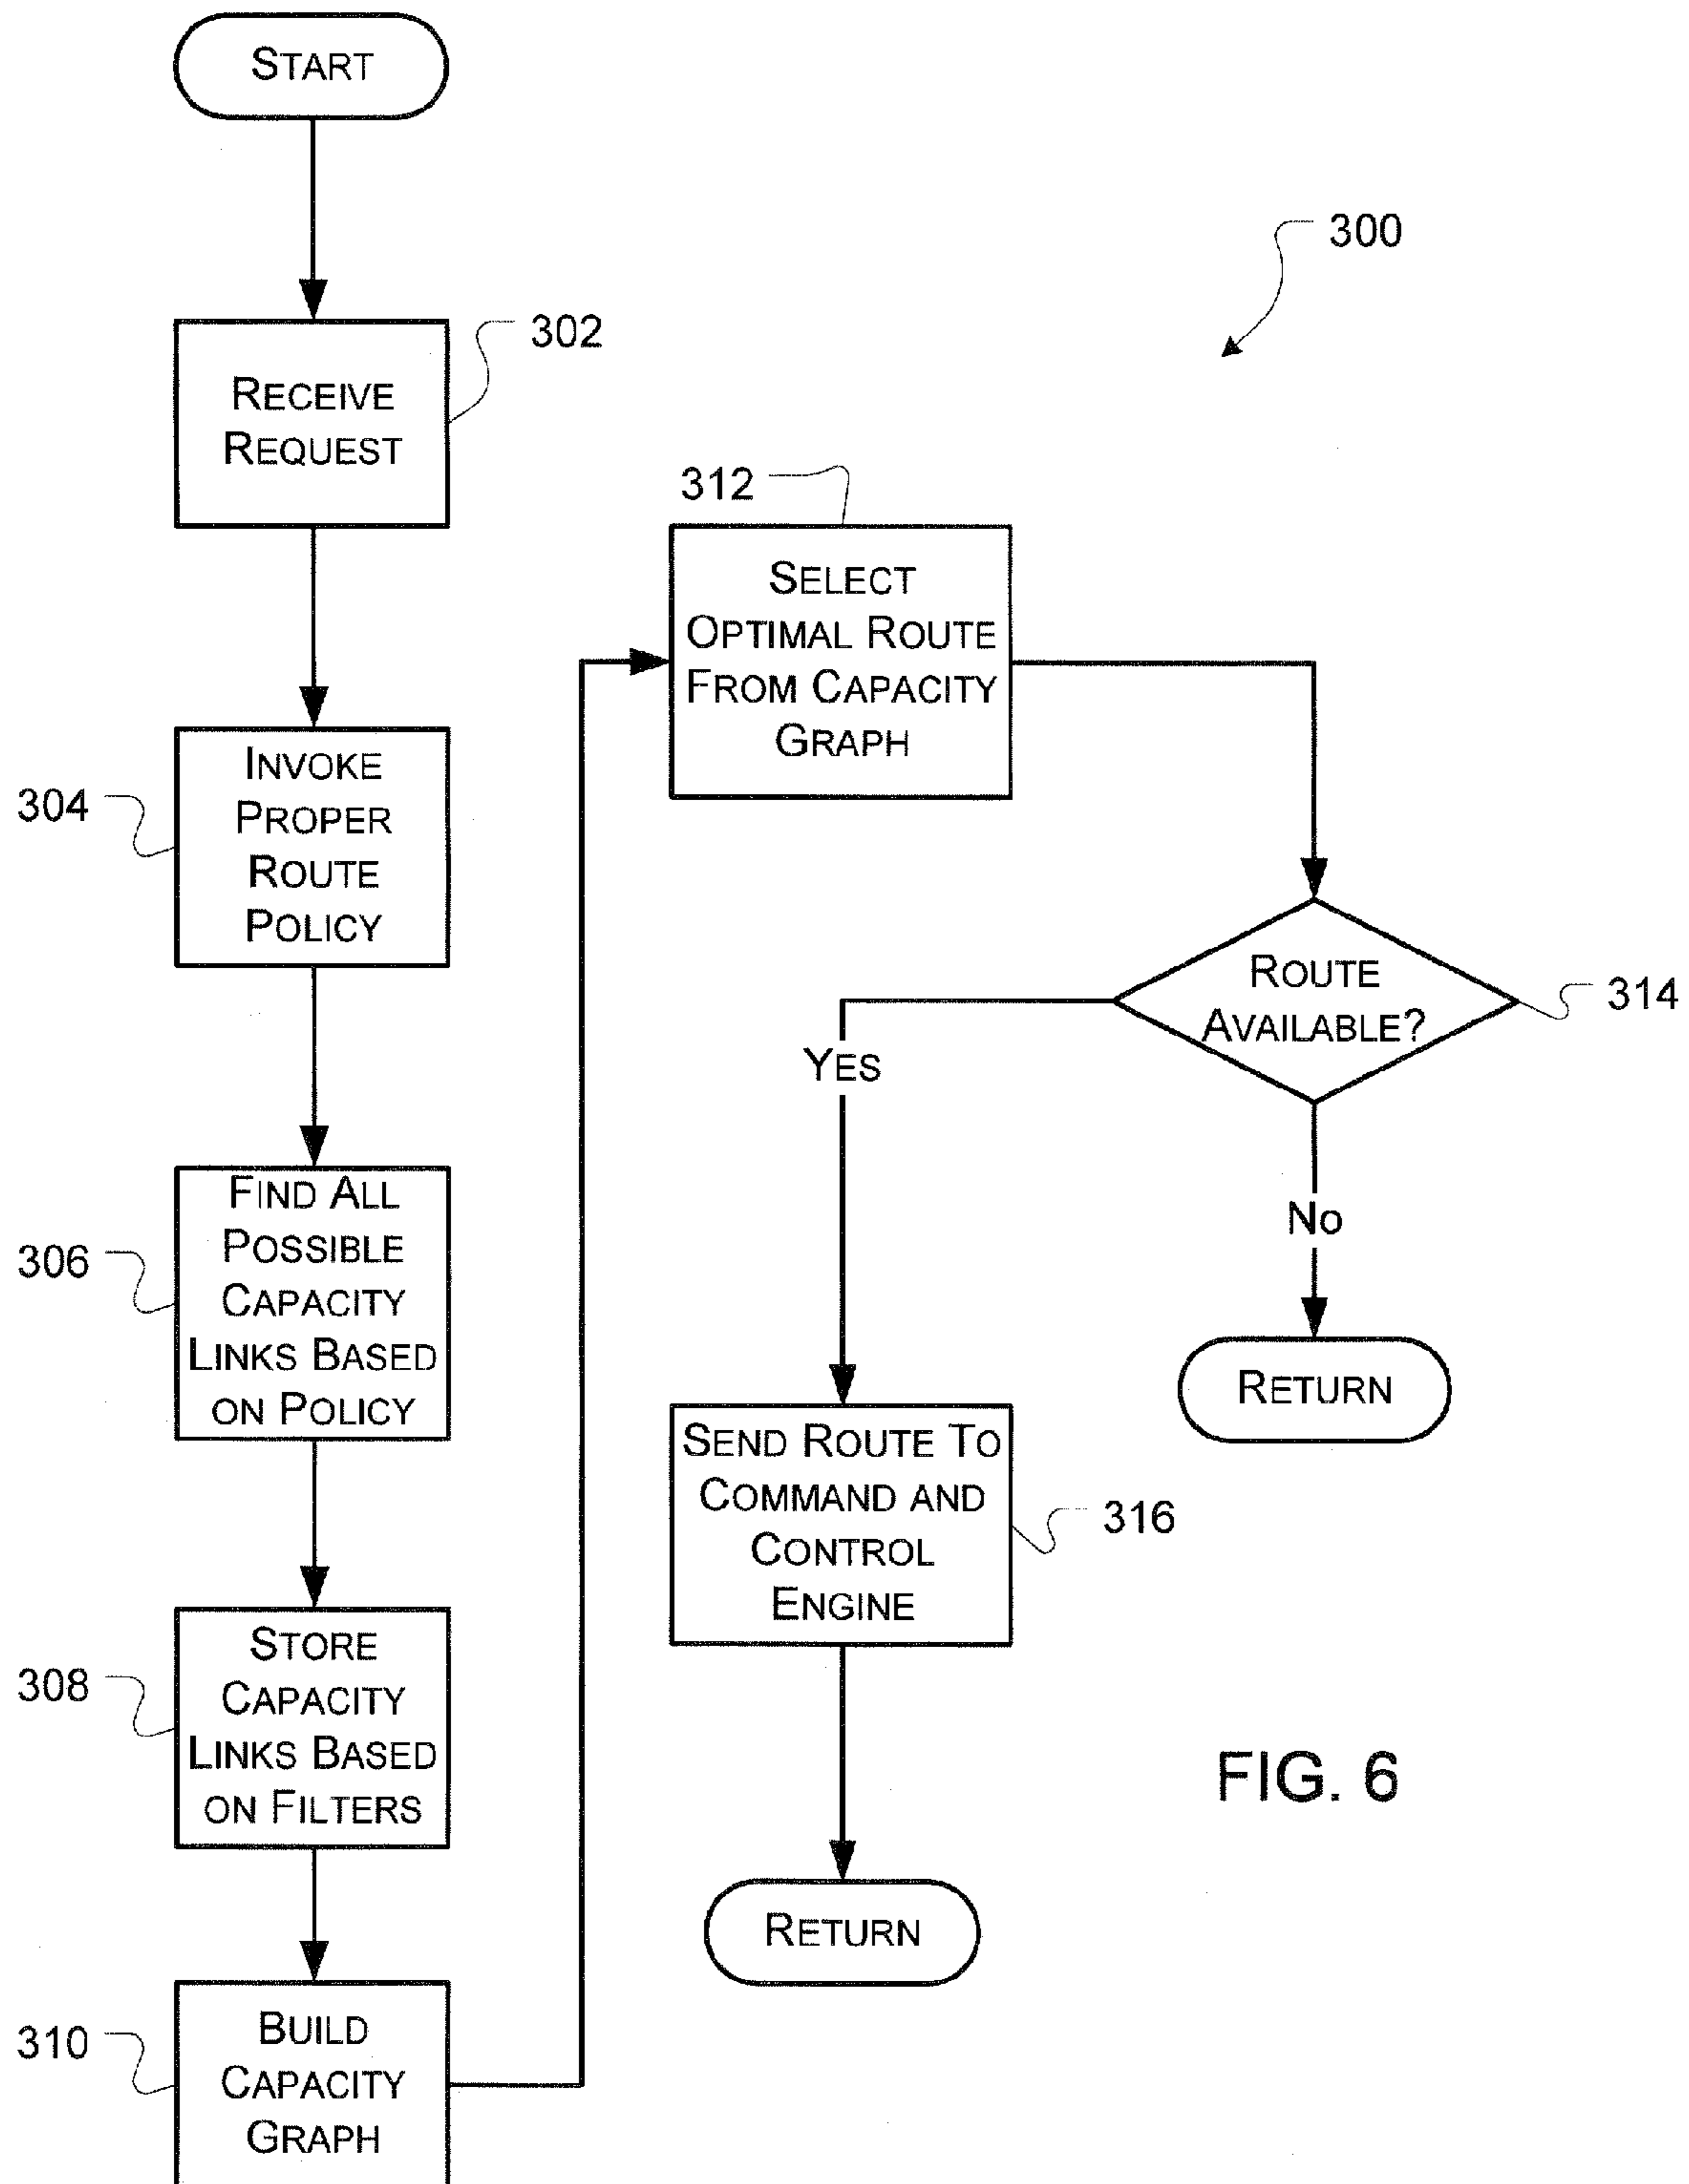 START
302
RECEIVE
REQUEST
304
INVOKE
PROPER
ROUTE
POLICY
306
FIND ALL
POSSIBLE
CAPACITY
LINKS BASED
ON POLICY
308
STORE
CAPACITY
LINKS BASED
ON FILTERS
310
BUILD
CAPACITY
GRAPH
300
312
SELECT
OPTIMAL ROUTE
FROM CAPACITY
GRAPH
ROUTE
AVAILABLE?
314
YES
NO
RETURN
SEND ROUTE TO
COMMAND AND
CONTROL
ENGINE
316
RETURN
FIG. 6